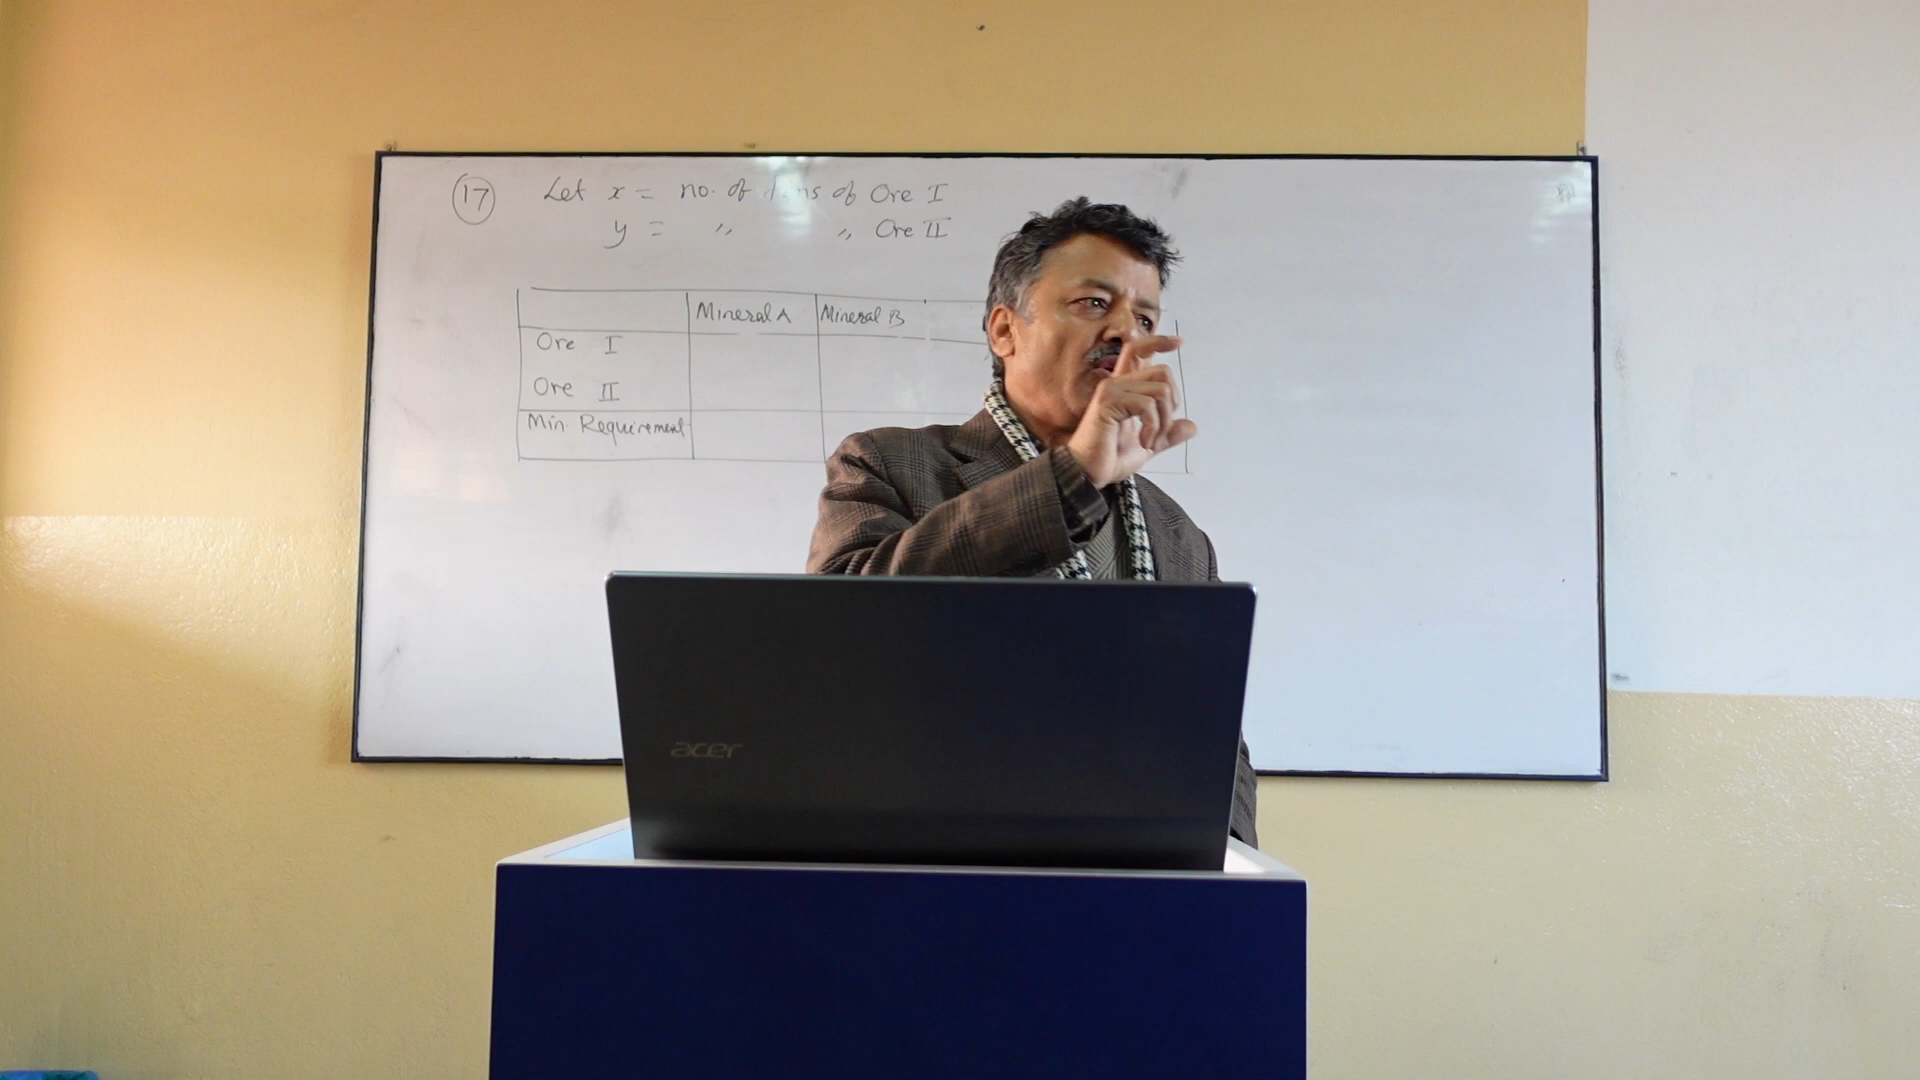 17 Let x = no. of tons of Ore I
y = " " Ore II
Mineral A Mineral B
Ore I
Ore II
Min. Requirement
acer